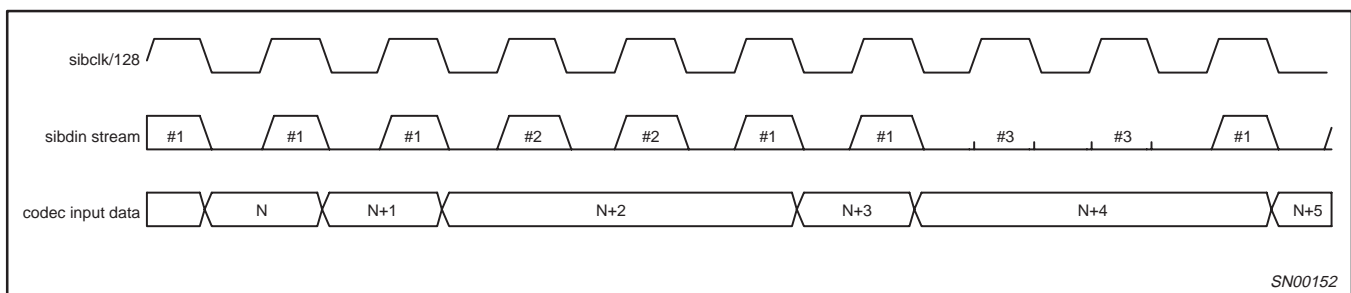 sibclk/128
sibdin stream #1 #1 #1 #2 #2 #1 #1 #3 #3 #1
codec input data N N+1 N+2 N+3 N+4 N+5
SN00152